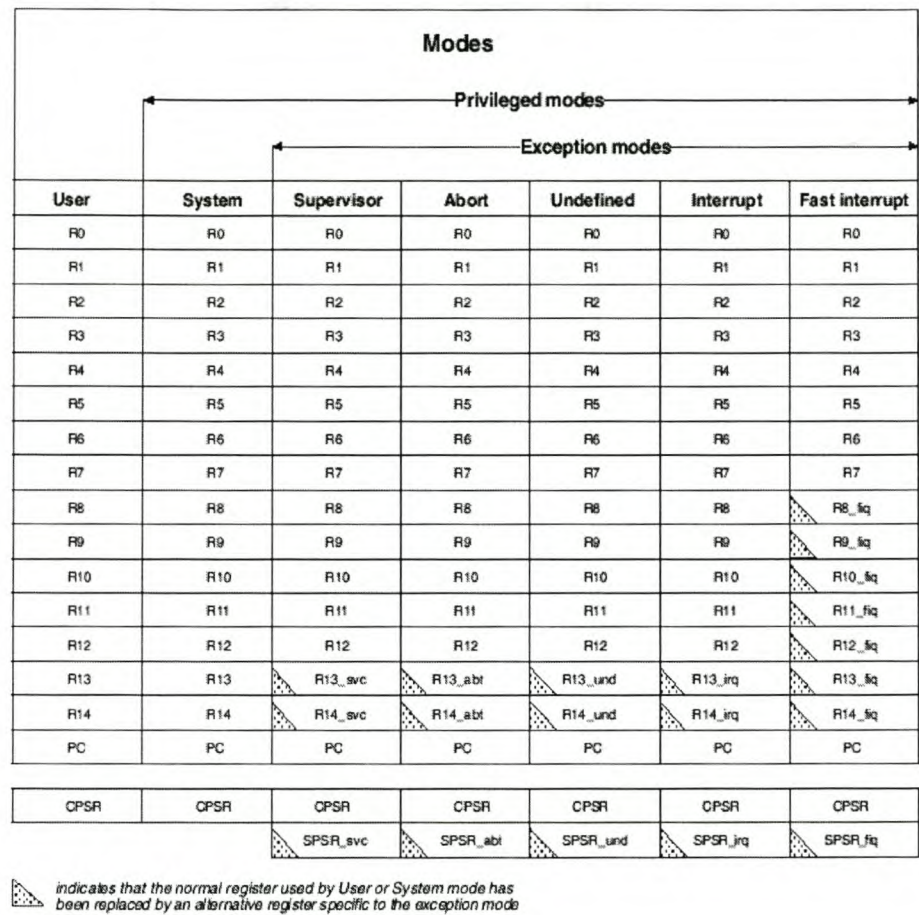 Modes
Privileged modes
Exception modes
User System Supervisor Abort Undefined Interrupt Fast interrupt
R0 R0 R0 R0 R0 R0 R0
R1 R1 R1 R1 R1 R1 R1
R2 R2 R2 R2 R2 R2 R2
R3 R3 R3 R3 R3 R3 R3
R4 R4 R4 R4 R4 R4 R4
R5 R5 R5 R5 R5 R5 R5
R6 R6 R6 R6 R6 R6 R6
R7 R7 R7 R7 R7 R7 R7
R8 R8 R8 R8 R8 R8 R8_fiq
R9 R9 R9 R9 R9 R9 R9_fiq
R10 R10 R10 R10 R10 R10 R10_fiq
R11 R11 R11 R11 R11 R11 R11_fiq
R12 R12 R12 R12 R12 R12 R12_fiq
R13 R13 R13_svc R13_abt R13_und R13_irq R13_fiq
R14 R14 R14_svc R14_abt R14_und R14_irq R14_fiq
PC PC PC PC PC PC PC
CPSR CPSR CPSR CPSR CPSR CPSR CPSR
SPSR_svc SPSR_abt SPSR_und SPSR_irq SPSR_fiq
indicates that the normal register used by User or System mode has
been replaced by an alternative register specific to the exception mode